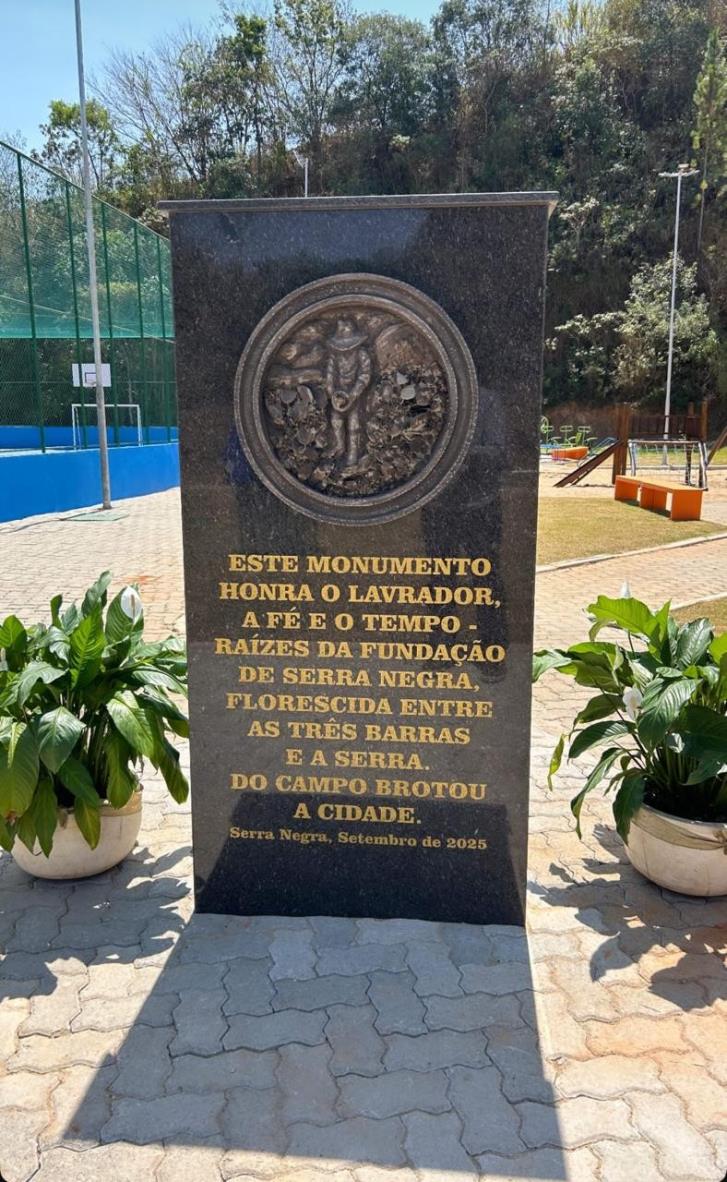 ESTE MONUMENTO
HONRA O LAVRADOR,
A FÉ E O TEMPO -
RAÍZES DA FUNDAÇÃO
DE SERRA NEGRA,
FLORESCIDA ENTRE
AS TRÊS BARRAS
E A SERRA.
DO CAMPO BROTOU
A CIDADE.
Serra Negra, Setembro de 2025